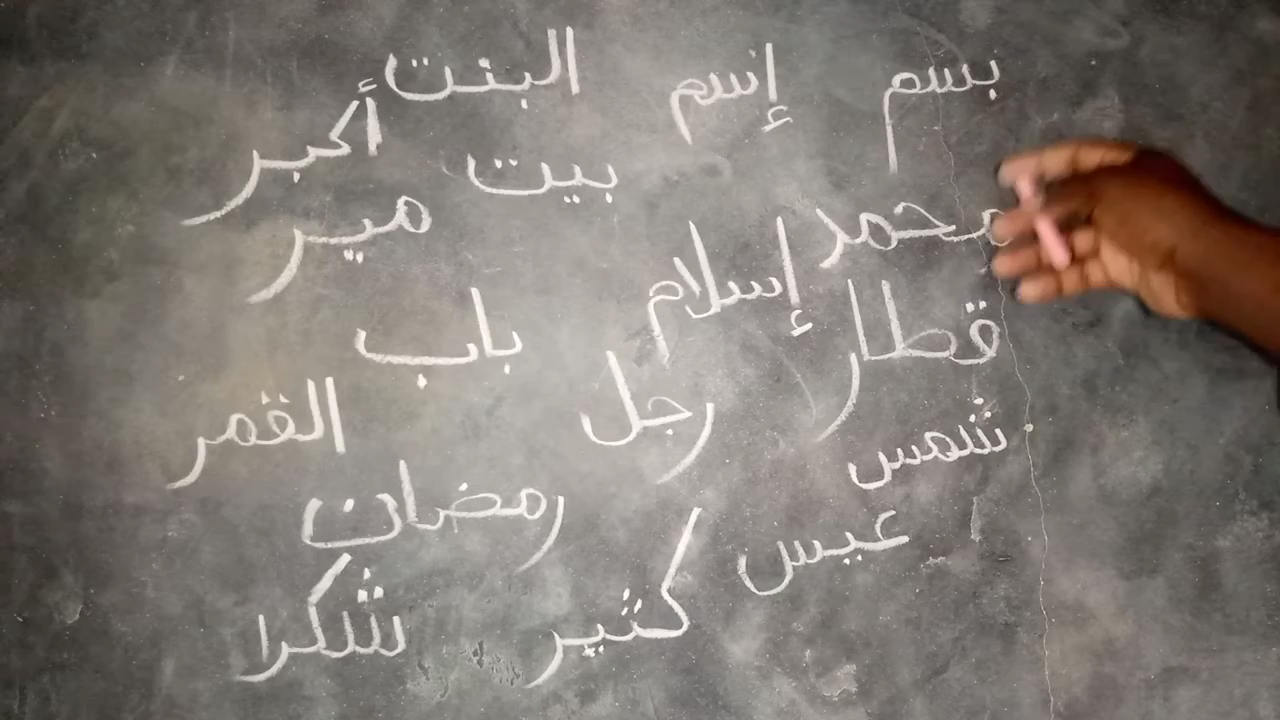 بسم إسم البنت
أكبر
بيت
محمد
مير
إسلام
قطار
باب
رجل
القمر
شمس
رمضان
عبس
كثير
شكرا